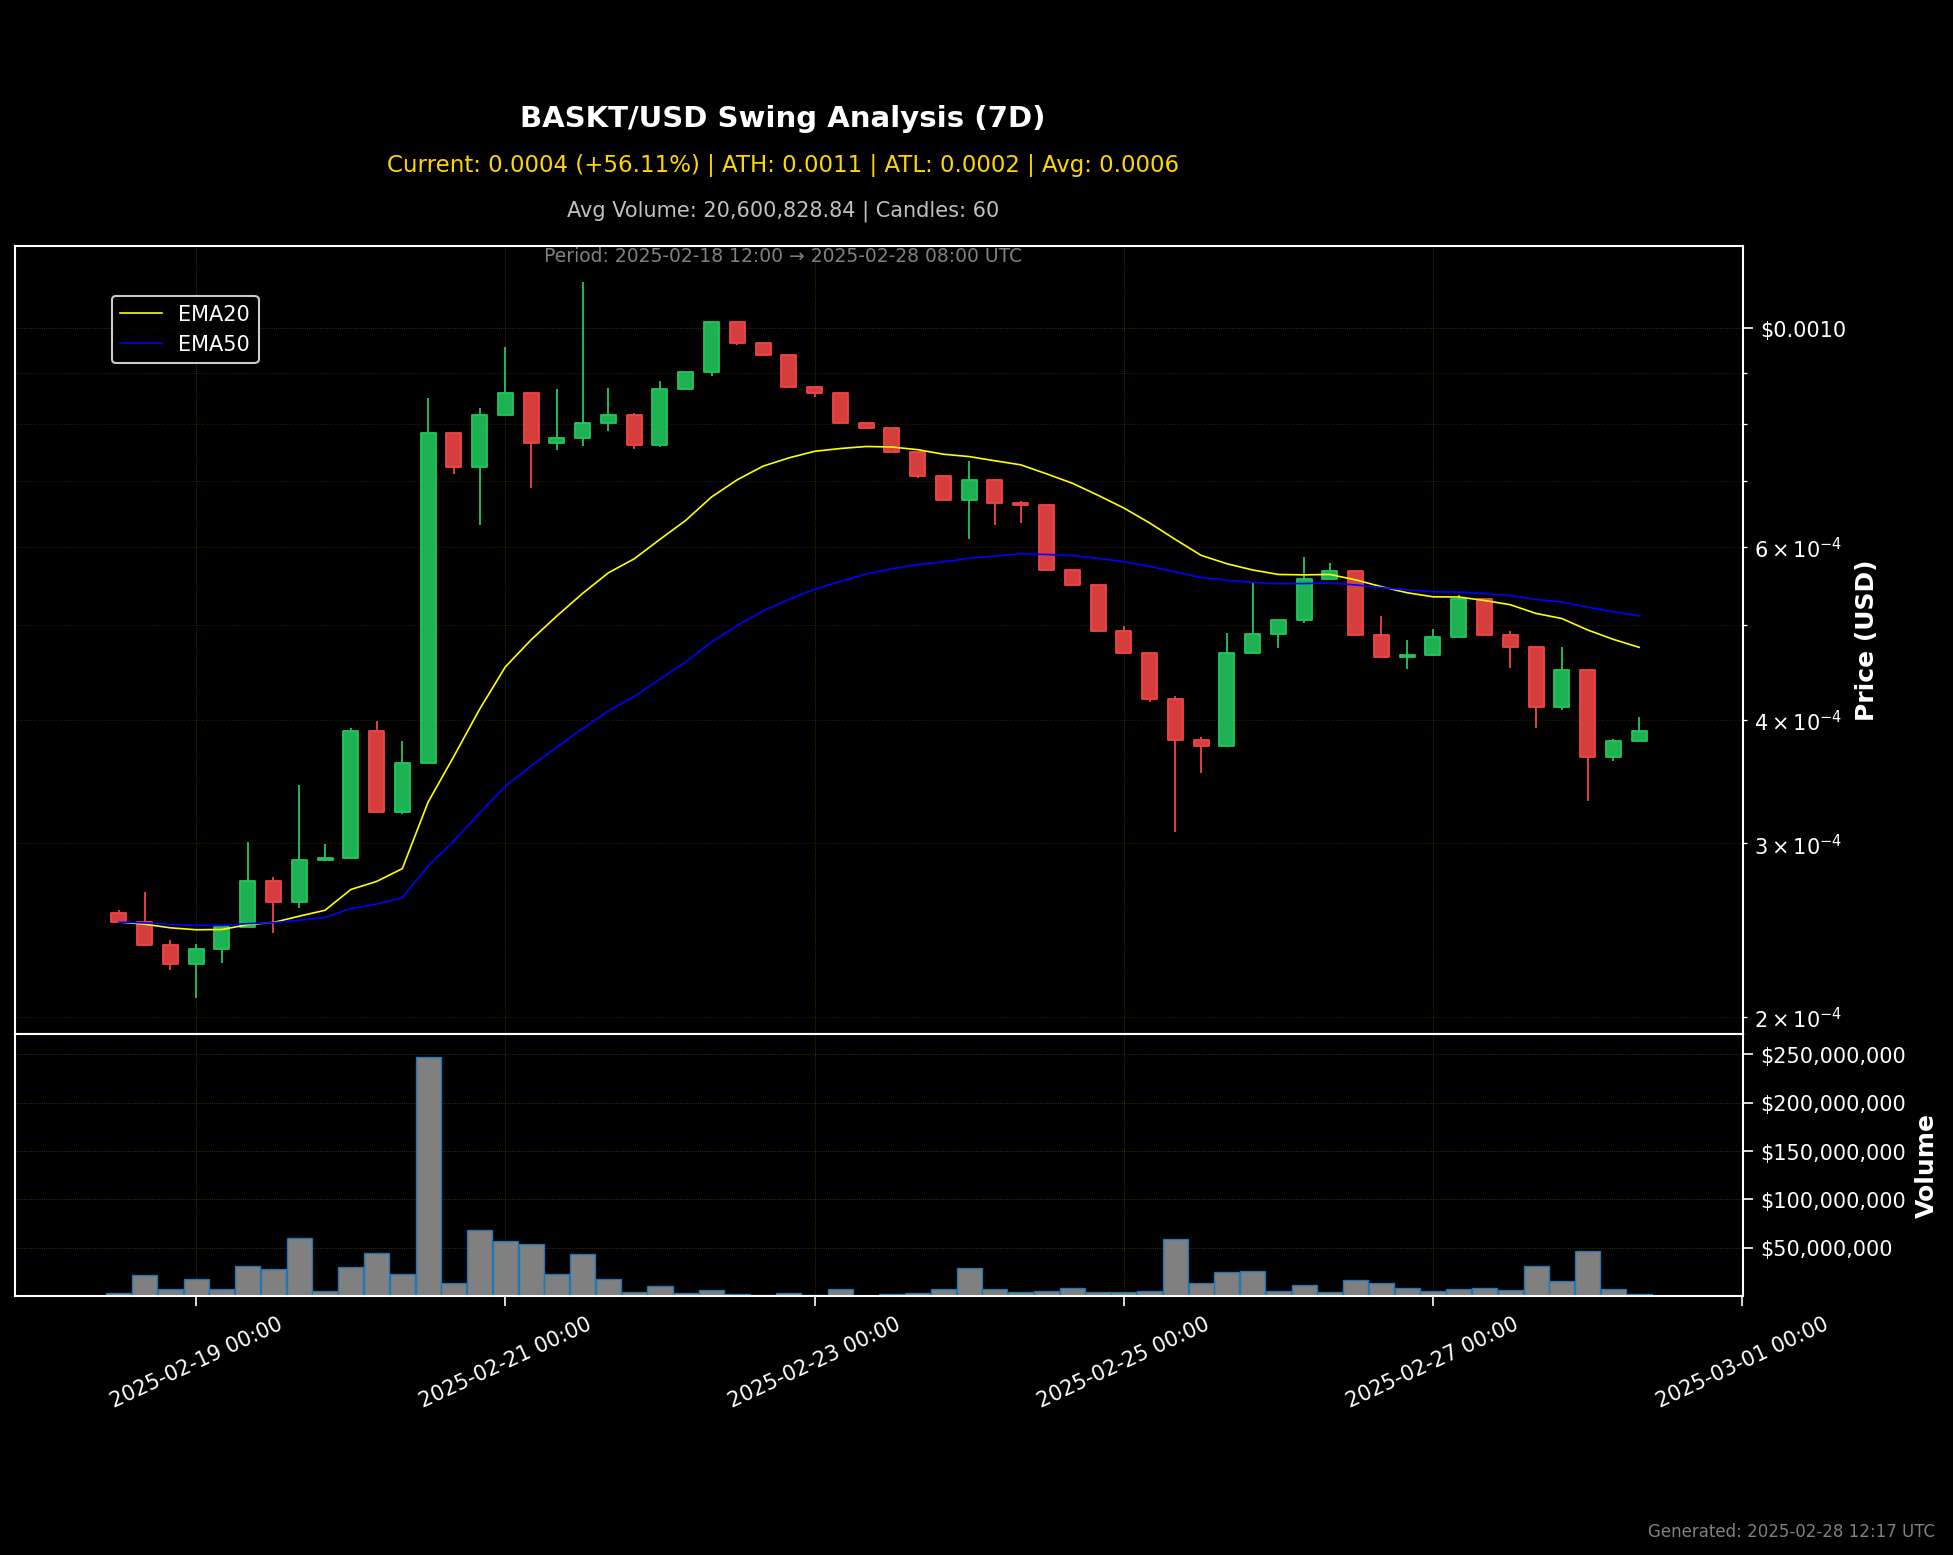 BASKT/USD Swing Analysis (7D)
Current: 0.0004 (+56.11%) | ATH: 0.0011 | ATL: 0.0002 | Avg: 0.0006
Avg Volume: 20,600,828.84 | Candles: 60
Period: 2025-02-18 12:00 → 2025-02-28 08:00 UTC
EMA20
EMA50
$0.0010
6 × 10⁻⁴
4 × 10⁻⁴
3 × 10⁻⁴
2 × 10⁻⁴
Price (USD)
$250,000,000
$200,000,000
$150,000,000
$100,000,000
$50,000,000
Volume
2025-02-19 00:00
2025-02-21 00:00
2025-02-23 00:00
2025-02-25 00:00
2025-02-27 00:00
2025-03-01 00:00
Generated: 2025-02-28 12:17 UTC